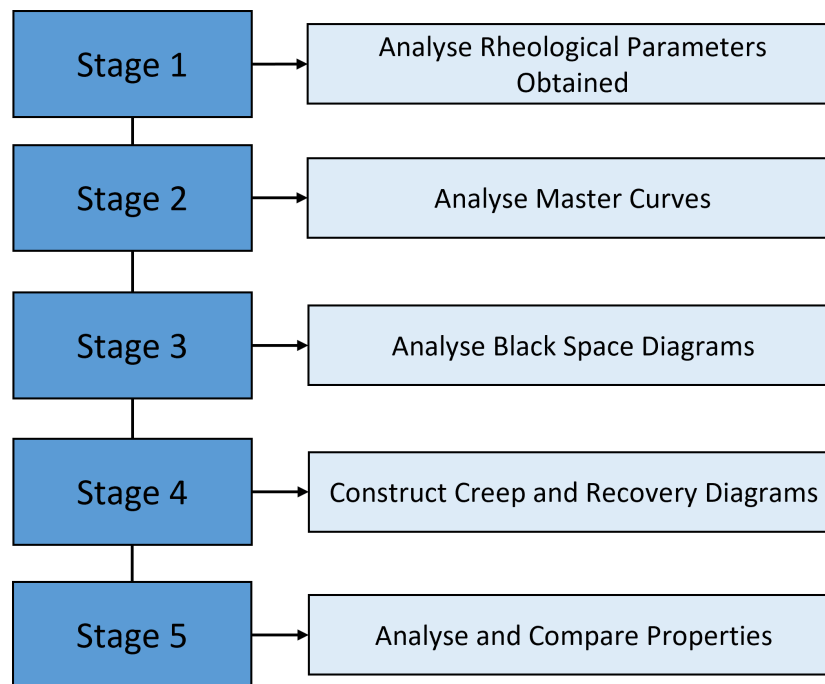 Stage 1
Analyse Rheological Parameters
Obtained
Stage 2
Analyse Master Curves
Stage 3
Analyse Black Space Diagrams
Stage 4
Construct Creep and Recovery Diagrams
Stage 5
Analyse and Compare Properties